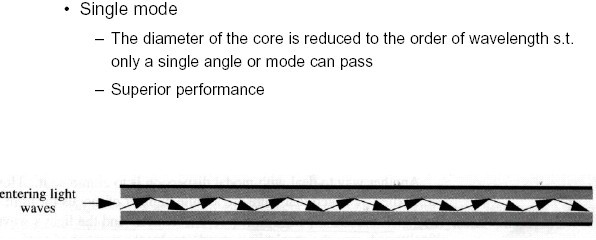 • Single mode
– The diameter of the core is reduced to the order of wavelength s.t.
only a single angle or mode can pass
– Superior performance
entering light
waves